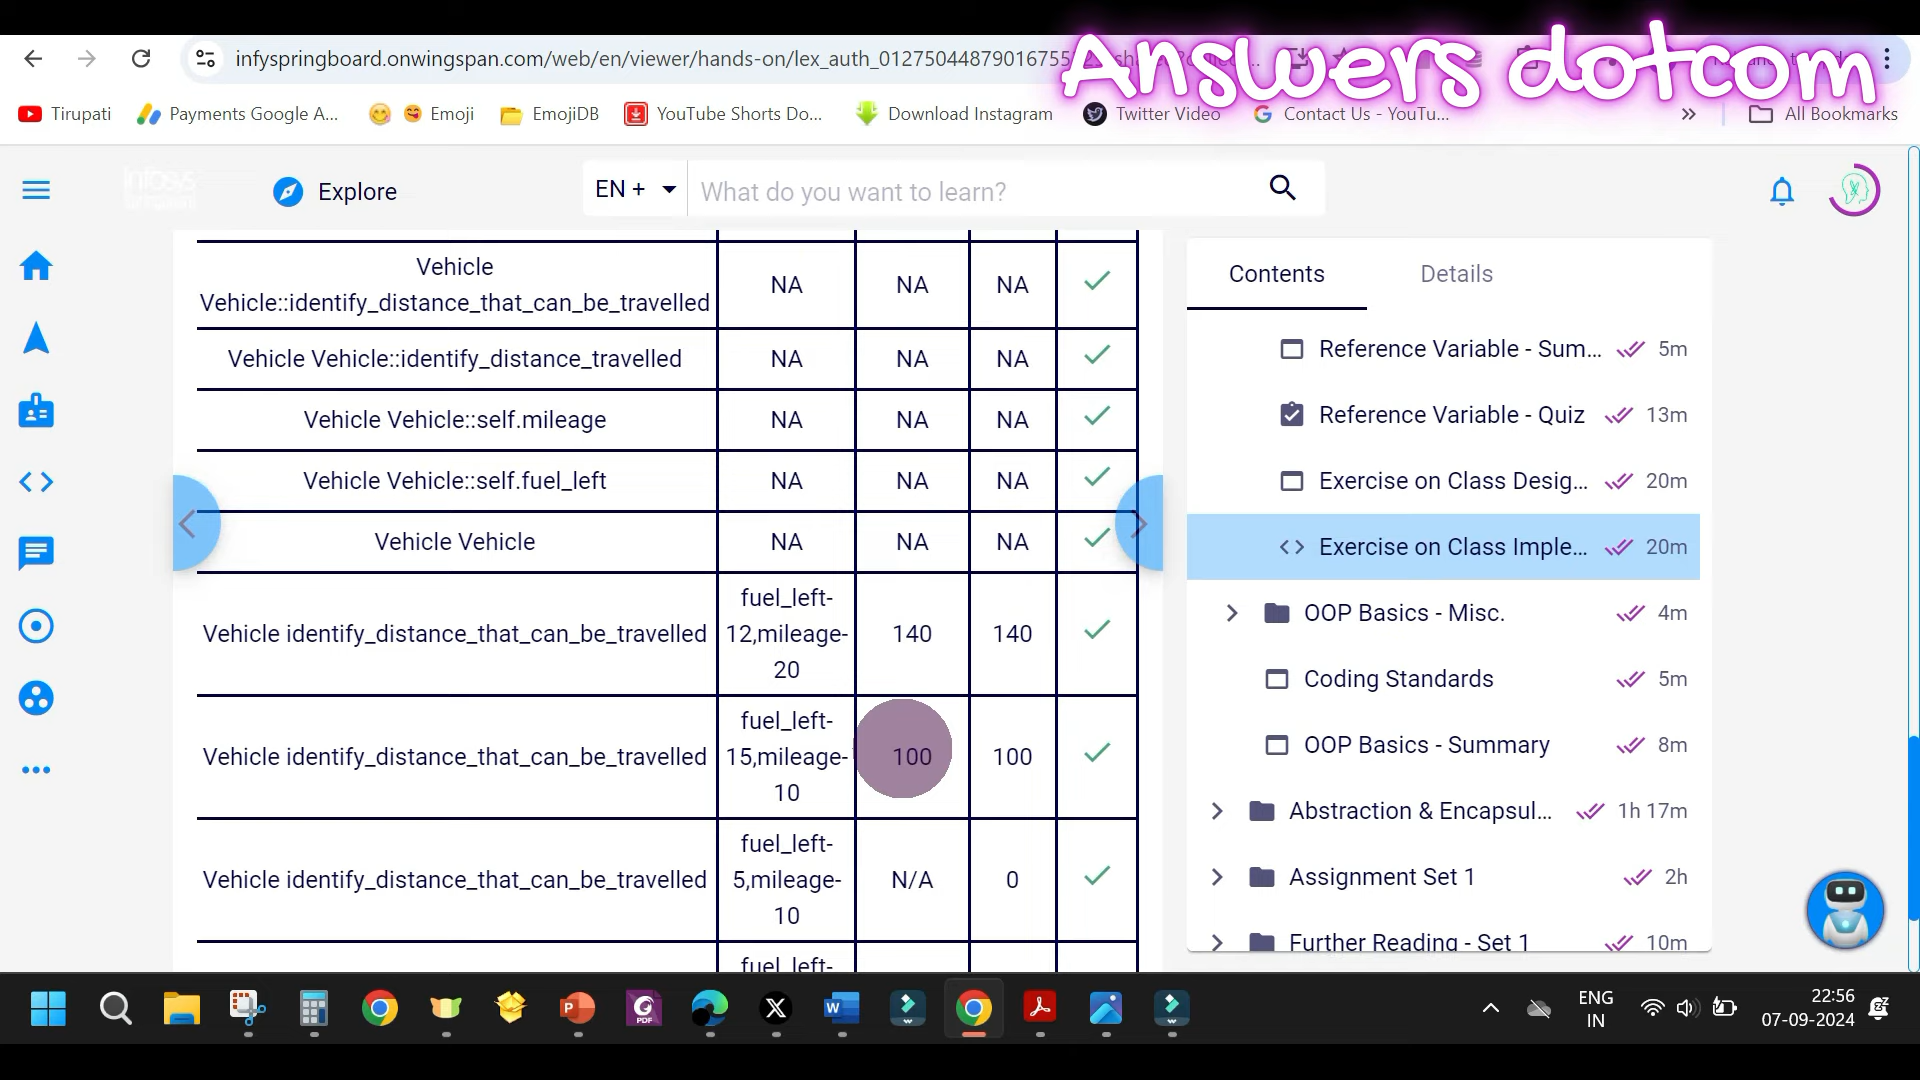 Answers dotcom
infyspringboard.onwingspan.com/web/en/viewer/hands-on/lex_auth_01275044879016755
Tirupati
Payments Google A...
Emoji
EmojiDB
YouTube Shorts Do...
Download Instagram
Twitter Video
Contact Us - YouTu...
All Bookmarks
Infosys
Explore
EN +
What do you want to learn?
Vehicle
Vehicle::identify_distance_that_can_be_travelled NA NA NA
Vehicle Vehicle::identify_distance_travelled NA NA NA
Vehicle Vehicle::self.mileage NA NA NA
Vehicle Vehicle::self.fuel_left NA NA NA
Vehicle Vehicle NA NA NA
fuel_left-
Vehicle identify_distance_that_can_be_travelled 12,mileage- 140 140
20
fuel_left-
Vehicle identify_distance_that_can_be_travelled 15,mileage- 100 100
10
fuel_left-
Vehicle identify_distance_that_can_be_travelled 5,mileage- N/A 0
10
fuel_left-
Contents Details
Reference Variable - Sum... 5m
Reference Variable - Quiz 13m
Exercise on Class Desig... 20m
Exercise on Class Imple... 20m
OOP Basics - Misc. 4m
Coding Standards 5m
OOP Basics - Summary 8m
Abstraction & Encapsul... 1h 17m
Assignment Set 1 2h
Further Reading - Set 1 10m
ENG
IN
22:56
07-09-2024